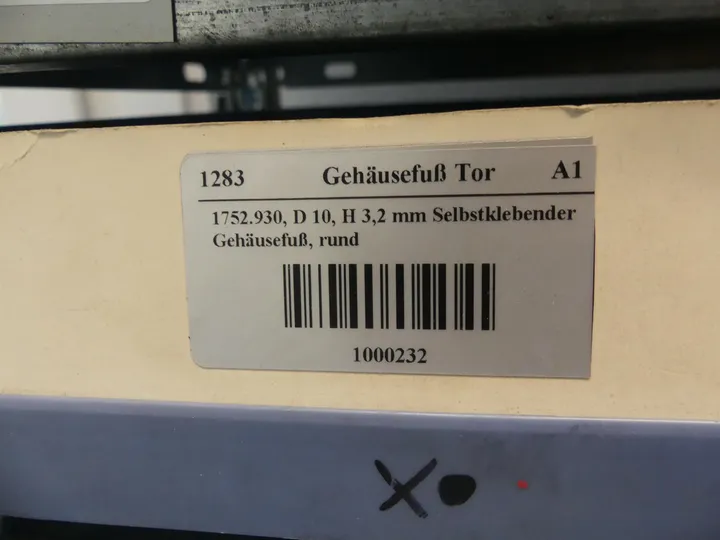 1283 Gehäusefuß Tor A1
1752.930, D 10, H 3,2 mm Selbstklebender
Gehäusefuß, rund
1000232
X●